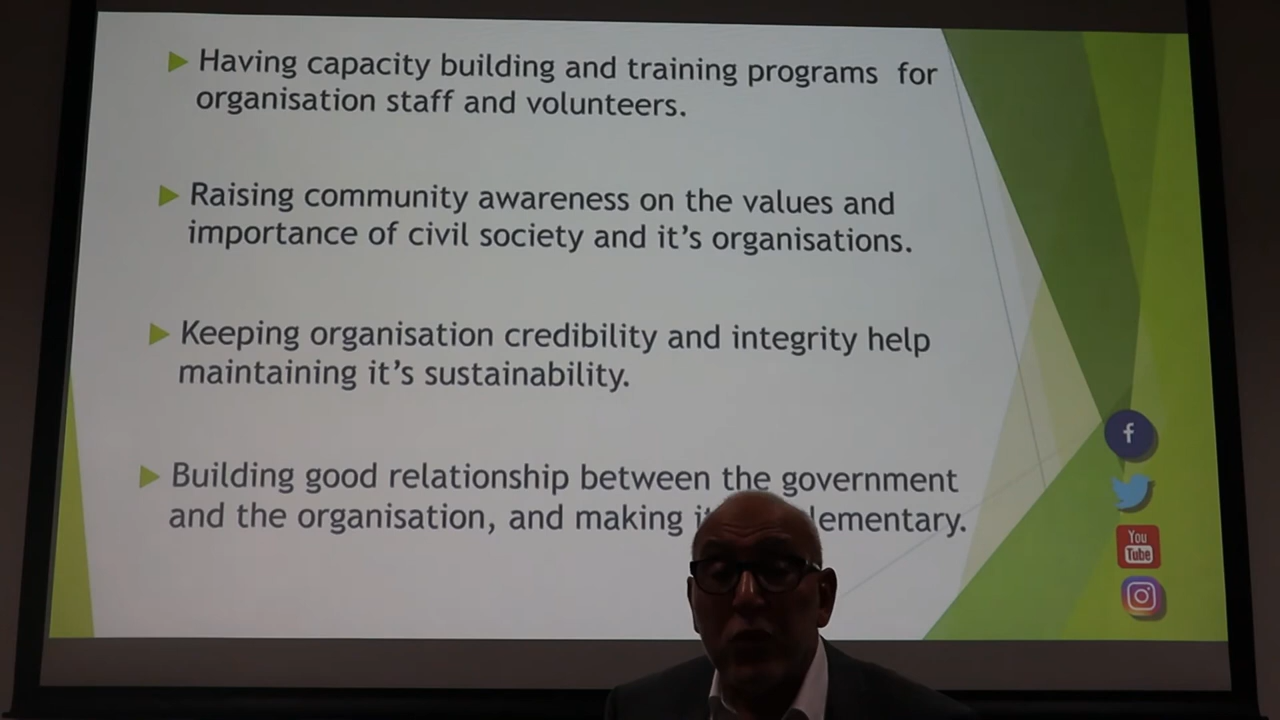 Having capacity building and training programs for
organisation staff and volunteers.
Raising community awareness on the values and
importance of civil society and it's organisations.
Keeping organisation credibility and integrity help
maintaining it's sustainability.
Building good relationship between the government
and the organisation, and making
f
You
Tube